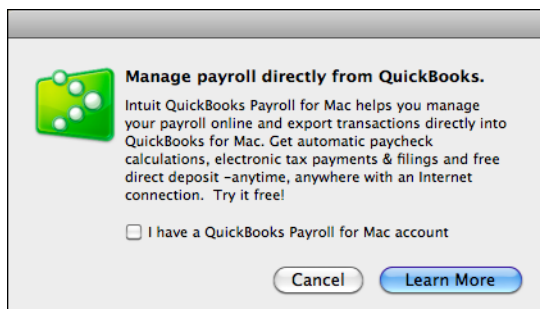 Manage payroll directly from QuickBooks.
Intuit QuickBooks Payroll for Mac helps you manage
your payroll online and export transactions directly into
QuickBooks for Mac. Get automatic paycheck
calculations, electronic tax payments & filings and free
direct deposit –anytime, anywhere with an Internet
connection.  Try it free!
I have a QuickBooks Payroll for Mac account
Cancel
Learn More